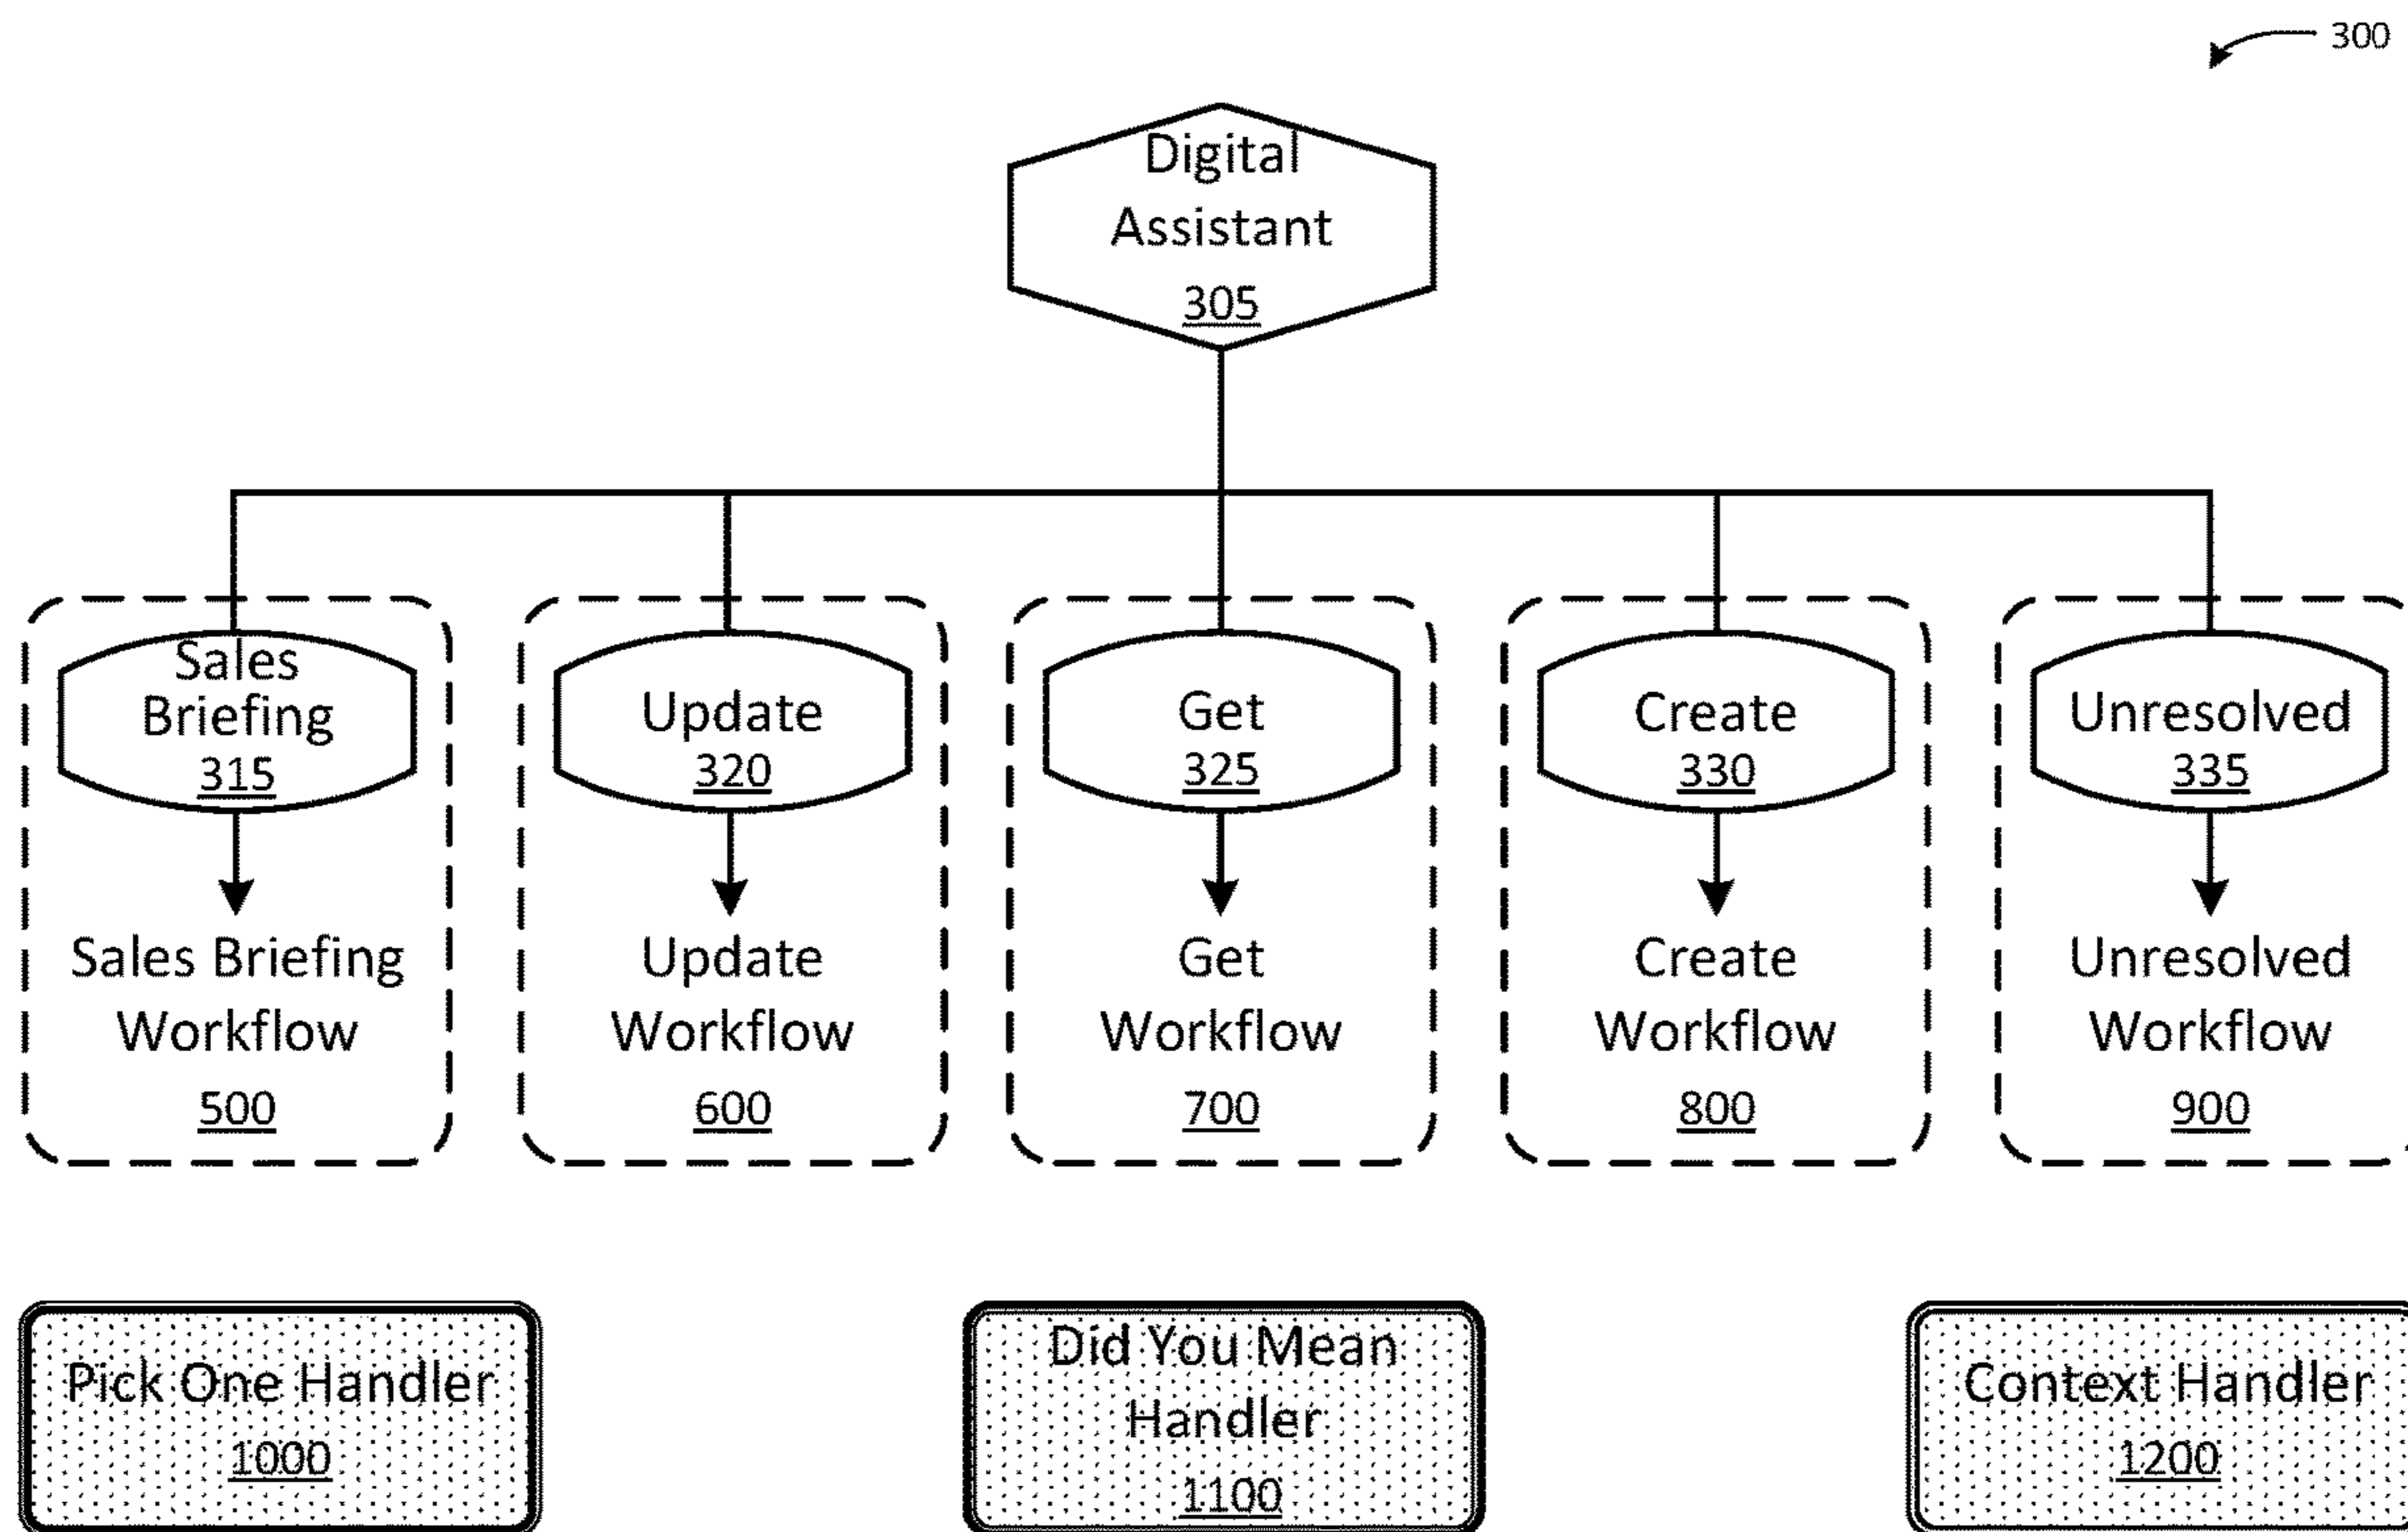 300
Digital
Assistant
305
Sales
Briefing
315
Update
320
Get
325
Create
330
Unresolved
335
Sales Briefing
Workflow
500
Update
Workflow
600
Get
Workflow
700
Create
Workflow
800
Unresolved
Workflow
900
Pick One Handler
1000
Did You Mean
Handler
1100
Context Handler
1200